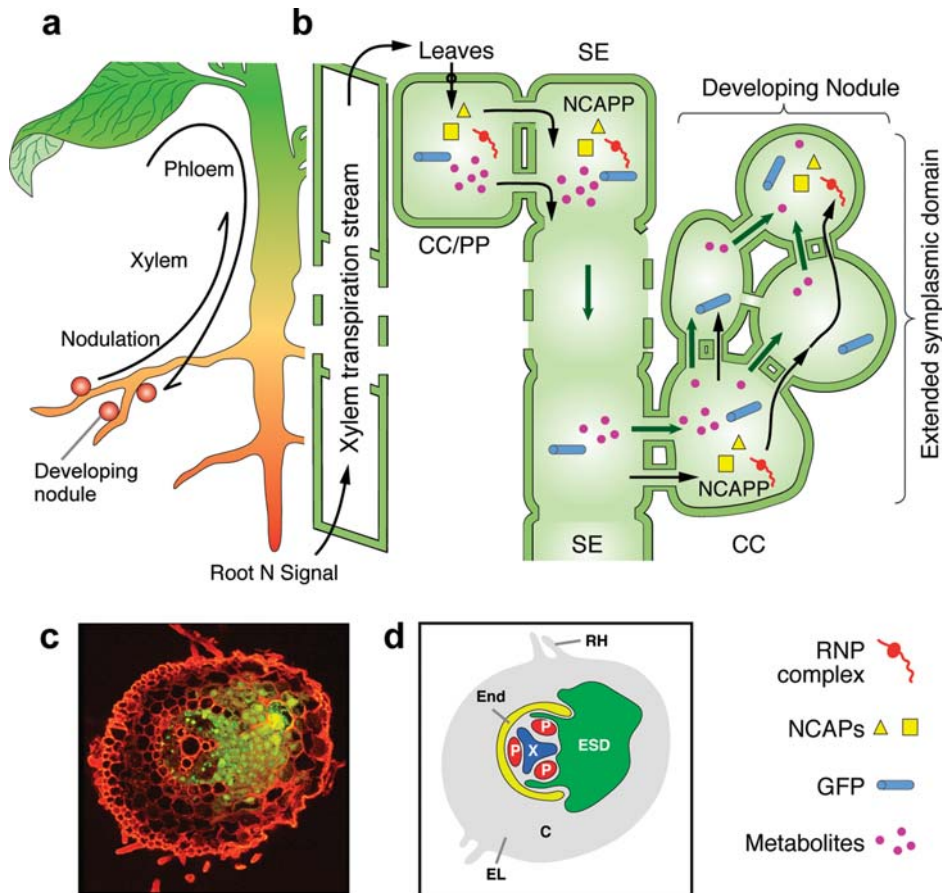 a
Phloem
Xylem
Nodulation
Developing
nodule
b
Leaves
SE
NCAPP
CC/PP
Xylem transpiration stream
Root N Signal
Developing Nodule
Extended symplasmic domain
NCAPP
SE
CC
c
d
RH
End
P
P
X
P
ESD
C
EL
RNP
complex
NCAPs
GFP
Metabolites